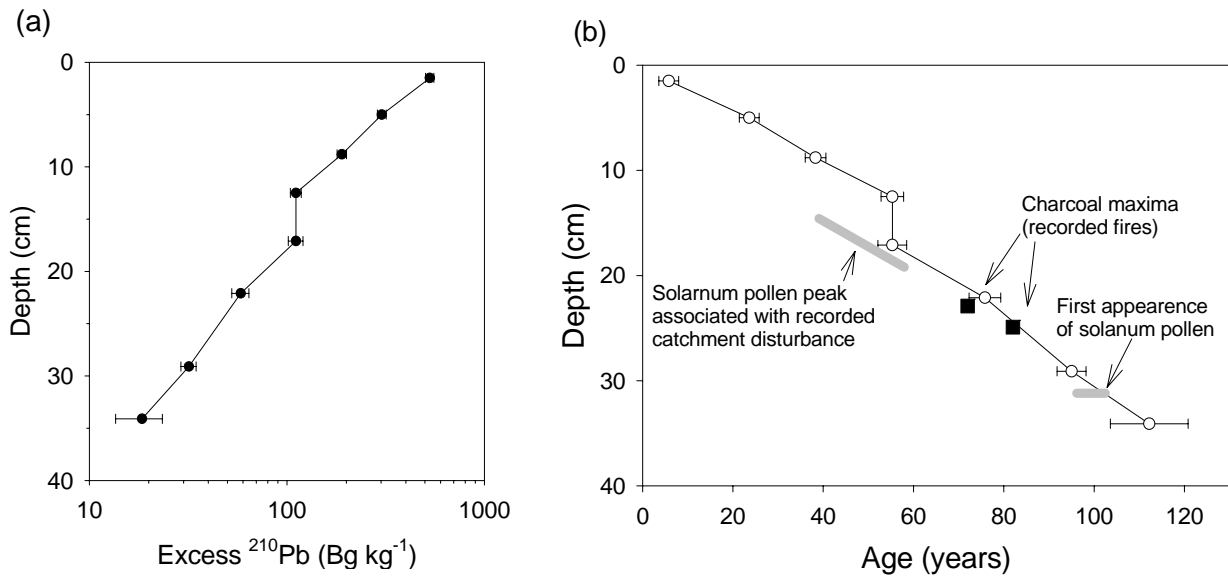 (a)
0
10
20
30
40
Depth (cm)
10
100
1000
Excess ²¹⁰Pb (Bg kg⁻¹)
(b)
0
10
20
30
40
Depth (cm)
Charcoal maxima
(recorded fires)
Solarnum pollen peak
associated with recorded
catchment disturbance
First appearence
of solanum pollen
0
20
40
60
80
100
120
Age (years)